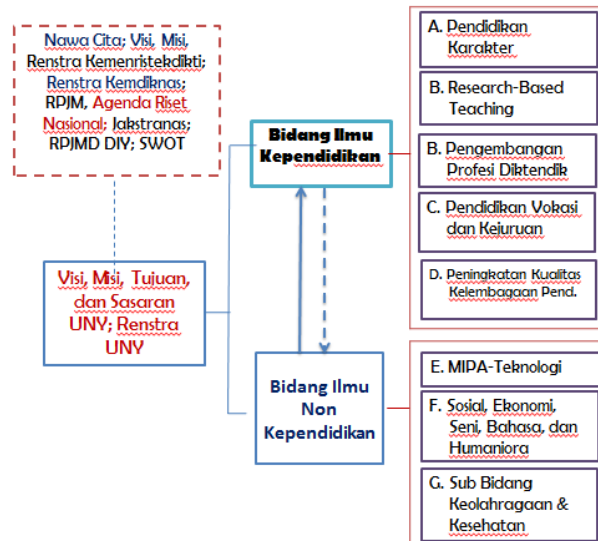 Nawa Cita; Visi, Misi,
Renstra Kemenristekdikti;
Renstra Kemdiknas;
RPJM, Agenda Riset
Nasional; Jakstranas;
RPJMD DIY; SWOT
Visi, Misi, Tujuan,
dan Sasaran
UNY; Renstra
UNY
Bidang Ilmu
Kependidikan
Bidang Ilmu
Non
Kependidikan
A. Pendidikan
Karakter
B. Research-Based
Teaching
B. Pengembangan
Profesi Diktendik
C. Pendidikan Vokasi
dan Kejuruan
D. Peningkatan Kualitas
Kelembagaan Pend.
E. MIPA-Teknologi
F. Sosial, Ekonomi,
Seni, Bahasa, dan
Humaniora
G. Sub Bidang
Keolahragaan &
Kesehatan